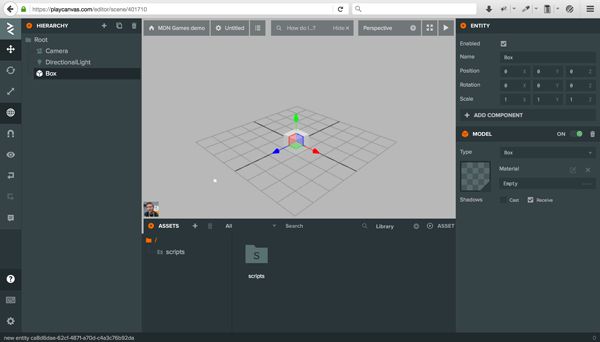 https://playcanvas.com/editor/scene/401710
HIERARCHY
Root
Camera
DirectionalLight
Box
MDN Games demo
Untitled
How do I...?
Hide
Perspective
ENTITY
Enabled
Name
Box
Position
0 X 0 Y 0 Z
Rotation
0 X 0 Y 0 Z
Scale
1 X 1 Y 1 Z
ADD COMPONENT
MODEL
ON
Type
Box
Material
Empty
Shadows
Cast
Receive
ASSETS
All
Search
Library
ASSET
/
scripts
S
scripts
new entity ca8d6dae-62cf-4871-a70d-c4a3c76b92da
0